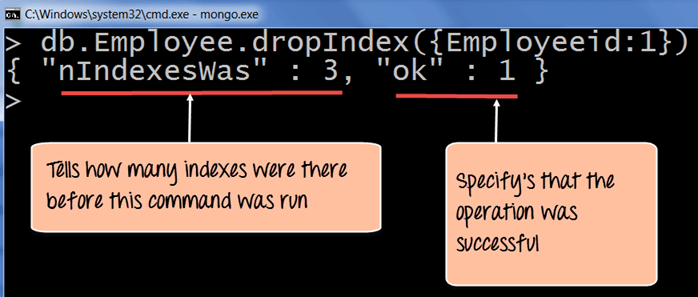 C:\Windows\system32\cmd.exe - mongo.exe
> db.Employee.dropIndex({Employeeid:1})
{ "nIndexesWas" : 3, "ok" : 1 }
>
Tells how many indexes were there
before this command was run
Specify's that the
operation was
successful